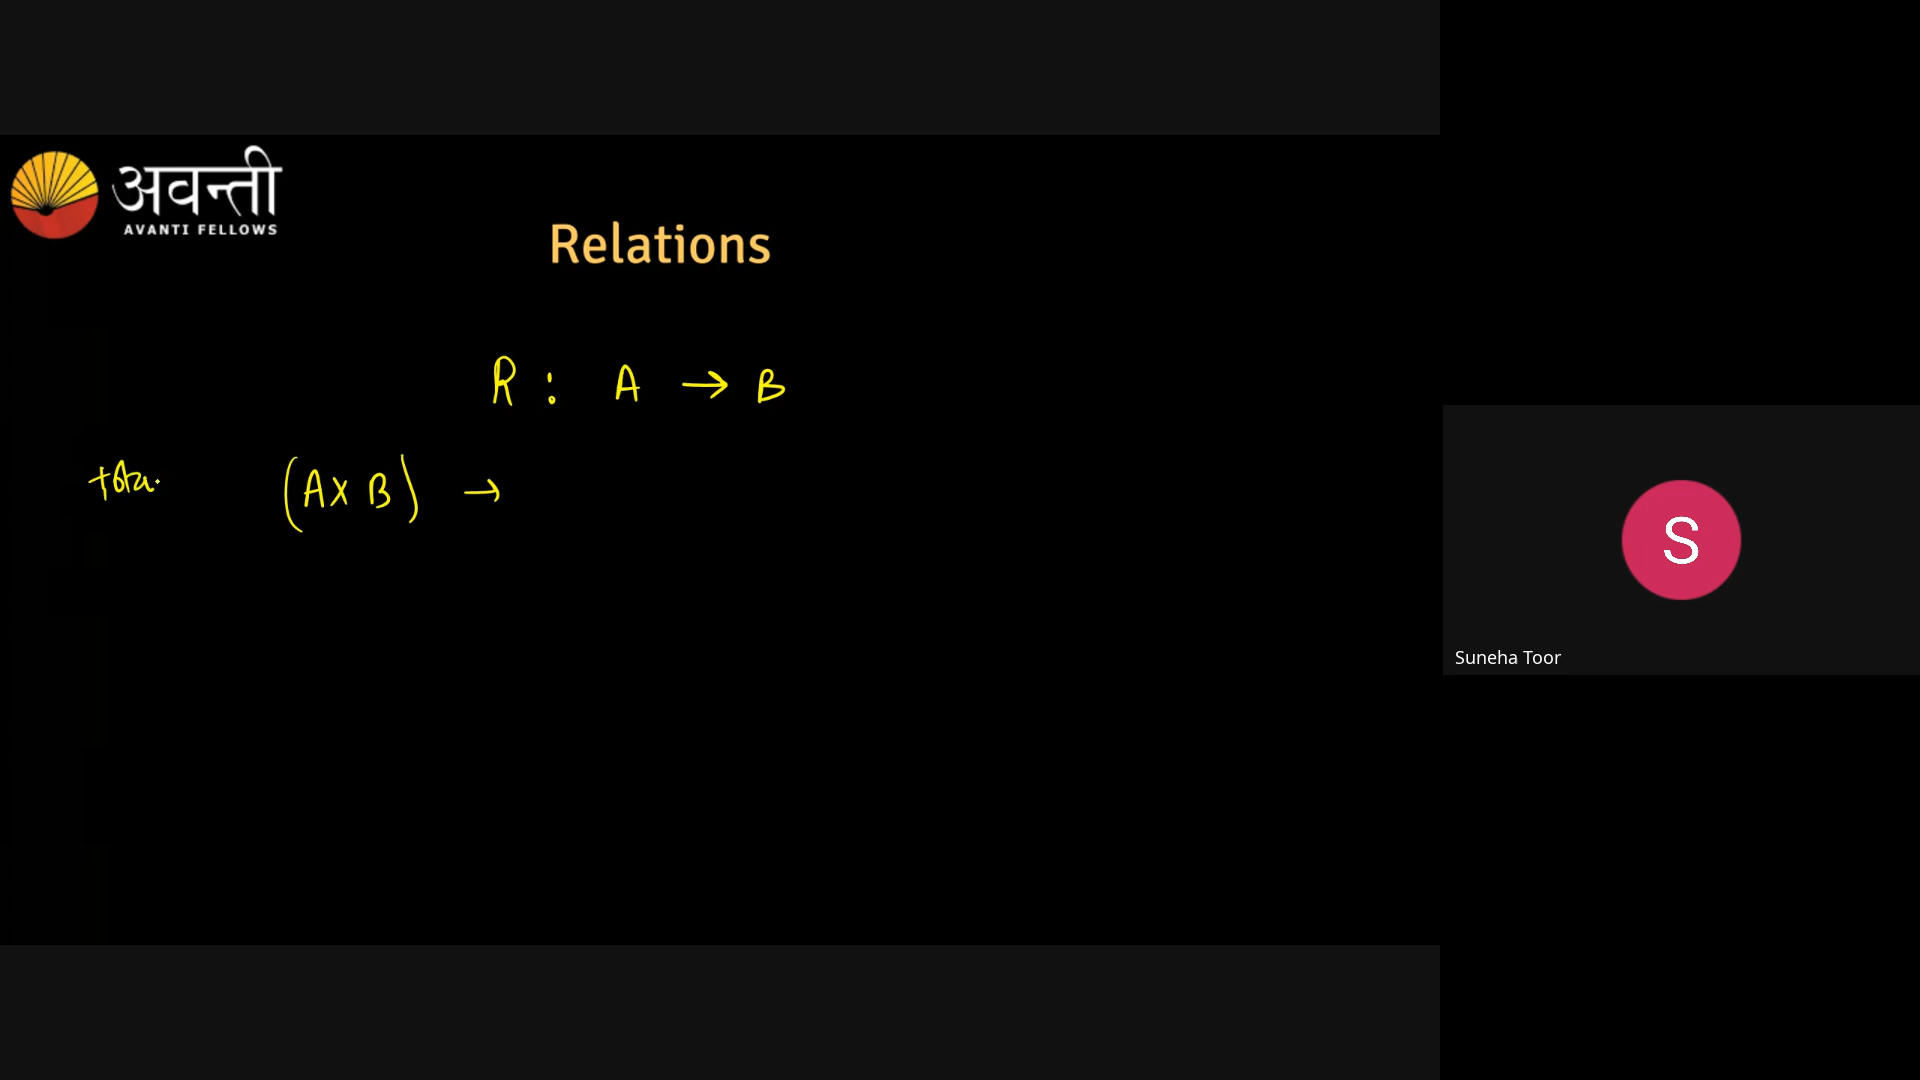 अवन्ती
AVANTI FELLOWS
Relations
R : A → B
(A x B) →
Suneha Toor
S